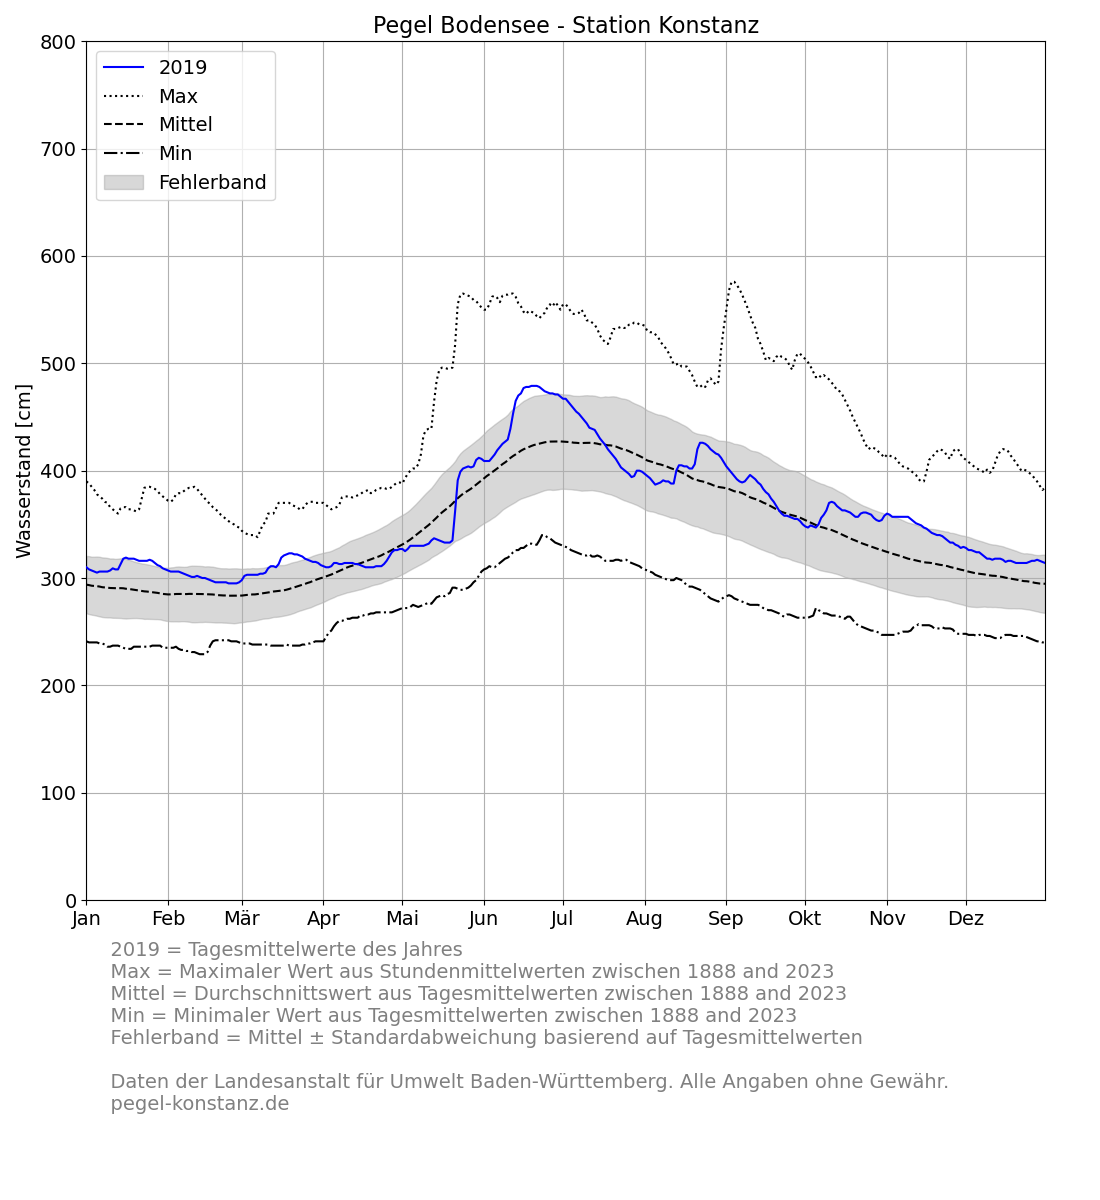 Pegel Bodensee - Station Konstanz
800
700
600
500
400
300
200
100
0
Wasserstand [cm]
2019
Max
Mittel
Min
Fehlerband
Jan Feb Mär Apr Mai Jun Jul Aug Sep Okt Nov Dez
2019 = Tagesmittelwerte des Jahres
Max = Maximaler Wert aus Stundenmittelwerten zwischen 1888 and 2023
Mittel = Durchschnittswert aus Tagesmittelwerten zwischen 1888 and 2023
Min = Minimaler Wert aus Tagesmittelwerten zwischen 1888 and 2023
Fehlerband = Mittel ± Standardabweichung basierend auf Tagesmittelwerten
Daten der Landesanstalt für Umwelt Baden-Württemberg. Alle Angaben ohne Gewähr.
pegel-konstanz.de